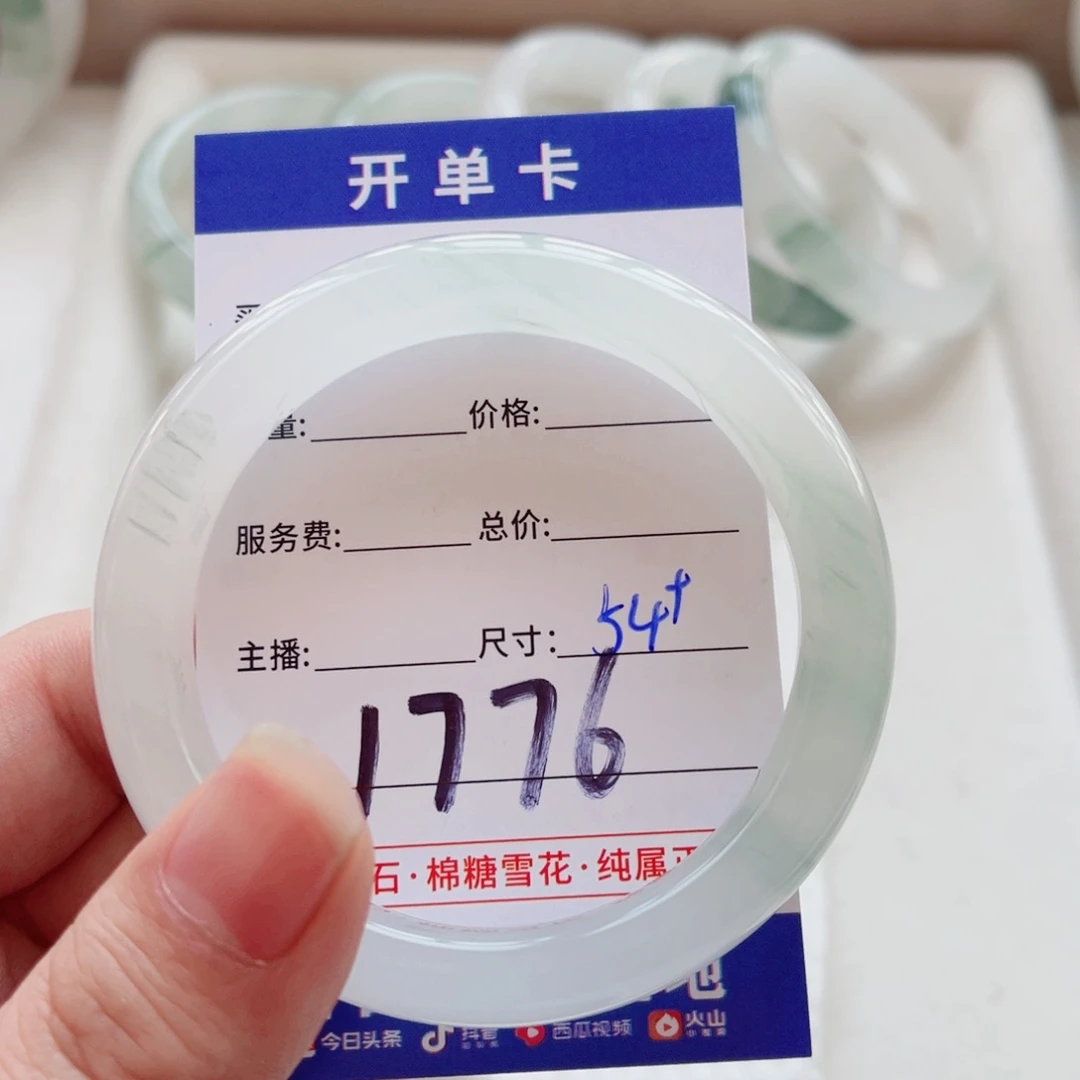 开单卡
量: 价格:
服务费: 总价:
主播: 尺寸: 54+
1776
石·棉糖雪花·纯属正
今日头条 抖音 西瓜视频 火山